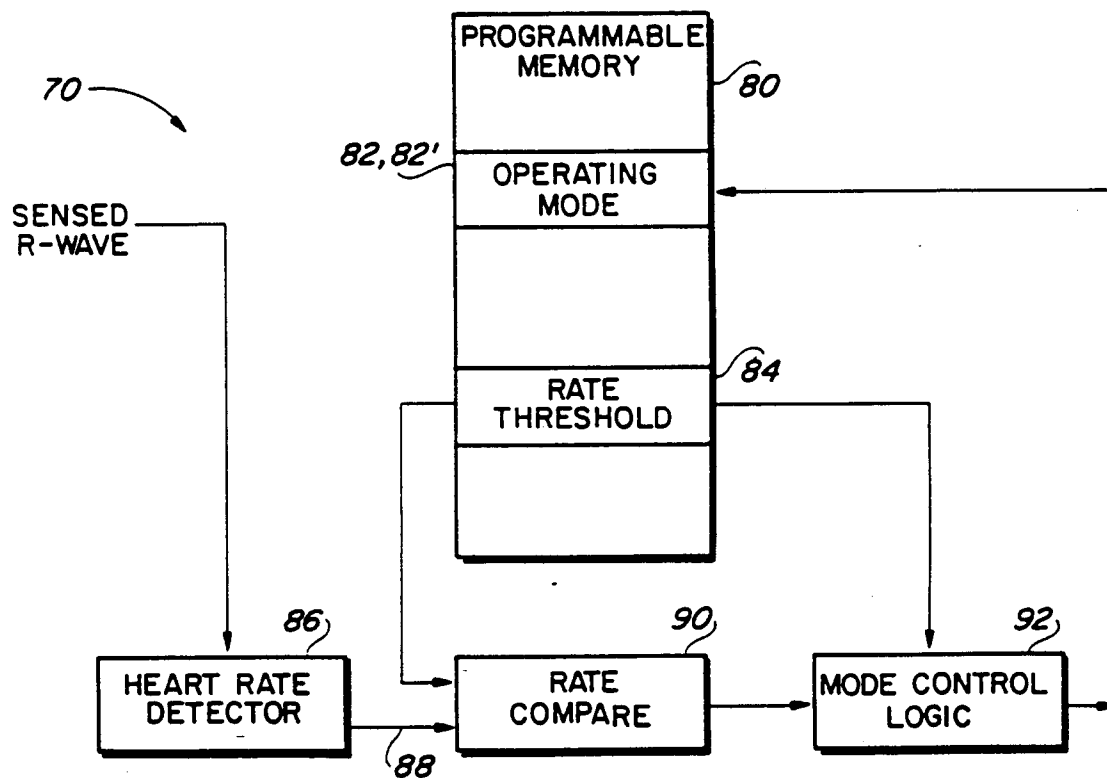 PROGRAMMABLE
MEMORY
80
70
82, 82'
OPERATING
MODE
SENSED
R-WAVE
84
RATE
THRESHOLD
86
HEART RATE
DETECTOR
88
90
RATE
COMPARE
92
MODE CONTROL
LOGIC